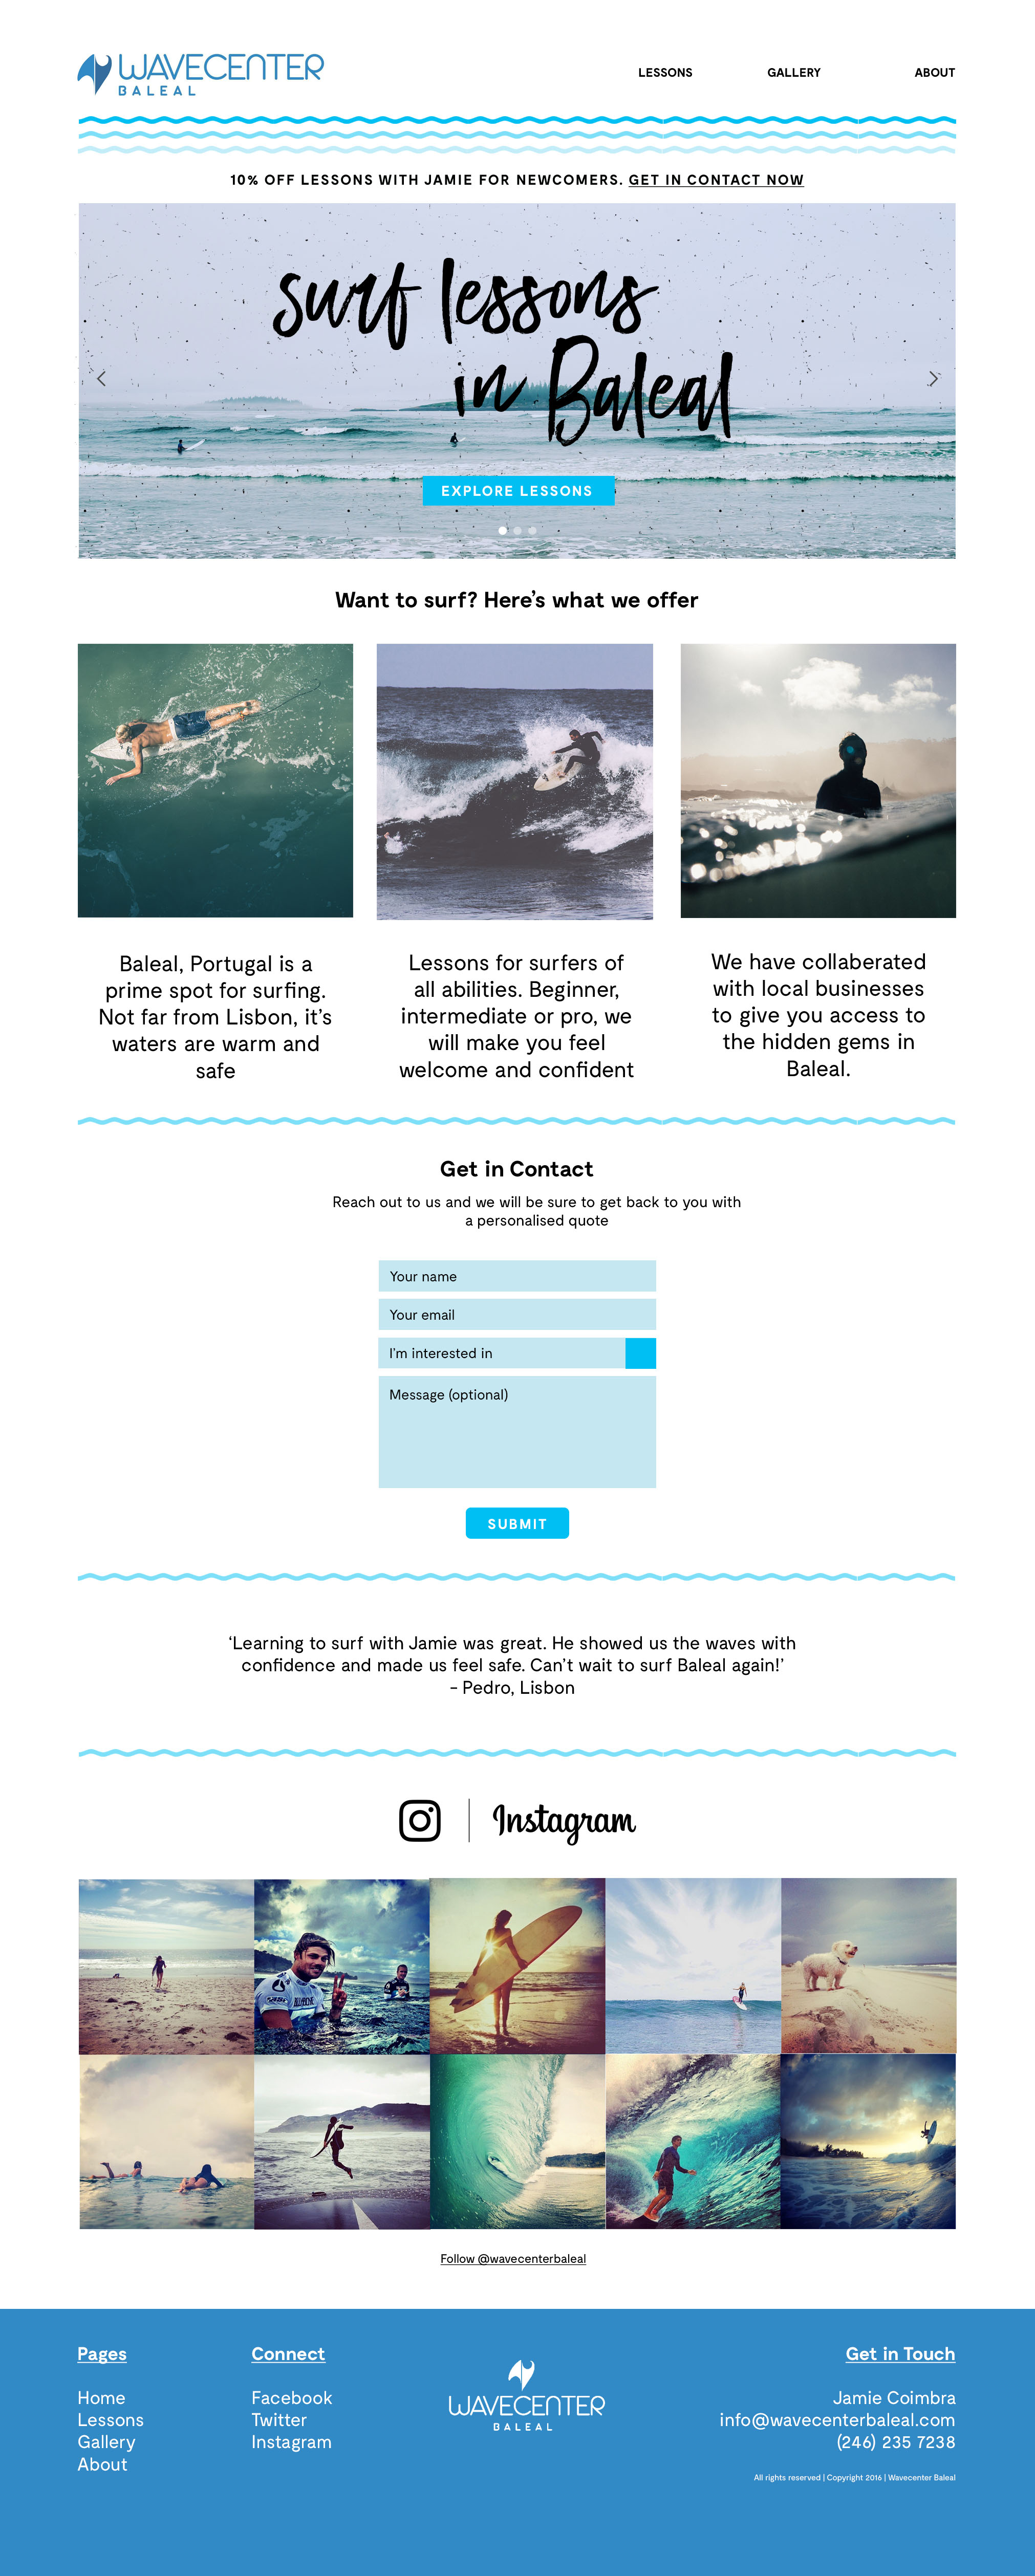 WAVECENTER
BALEAL
LESSONS GALLERY ABOUT
10% OFF LESSONS WITH JAMIE FOR NEWCOMERS. GET IN CONTACT NOW
surf lessons
in Baleal
EXPLORE LESSONS
Want to surf? Here’s what we offer
Baleal, Portugal is a
prime spot for surfing.
Not far from Lisbon, it’s
waters are warm and
safe
Lessons for surfers of
all abilities. Beginner,
intermediate or pro, we
will make you feel
welcome and confident
We have collaberated
with local businesses
to give you access to
the hidden gems in
Baleal.
Get in Contact
Reach out to us and we will be sure to get back to you with
a personalised quote
Your name
Your email
I'm interested in
Message (optional)
SUBMIT
‘Learning to surf with Jamie was great. He showed us the waves with
confidence and made us feel safe. Can’t wait to surf Baleal again!’
- Pedro, Lisbon
Instagram
Follow @wavecenterbaleal
Pages
Home
Lessons
Gallery
About
Connect
Facebook
Twitter
Instagram
WAVECENTER
BALEAL
Get in Touch
Jamie Coimbra
info@wavecenterbaleal.com
(246) 235 7238
All rights reserved | Copyright 2016 | Wavecenter Baleal